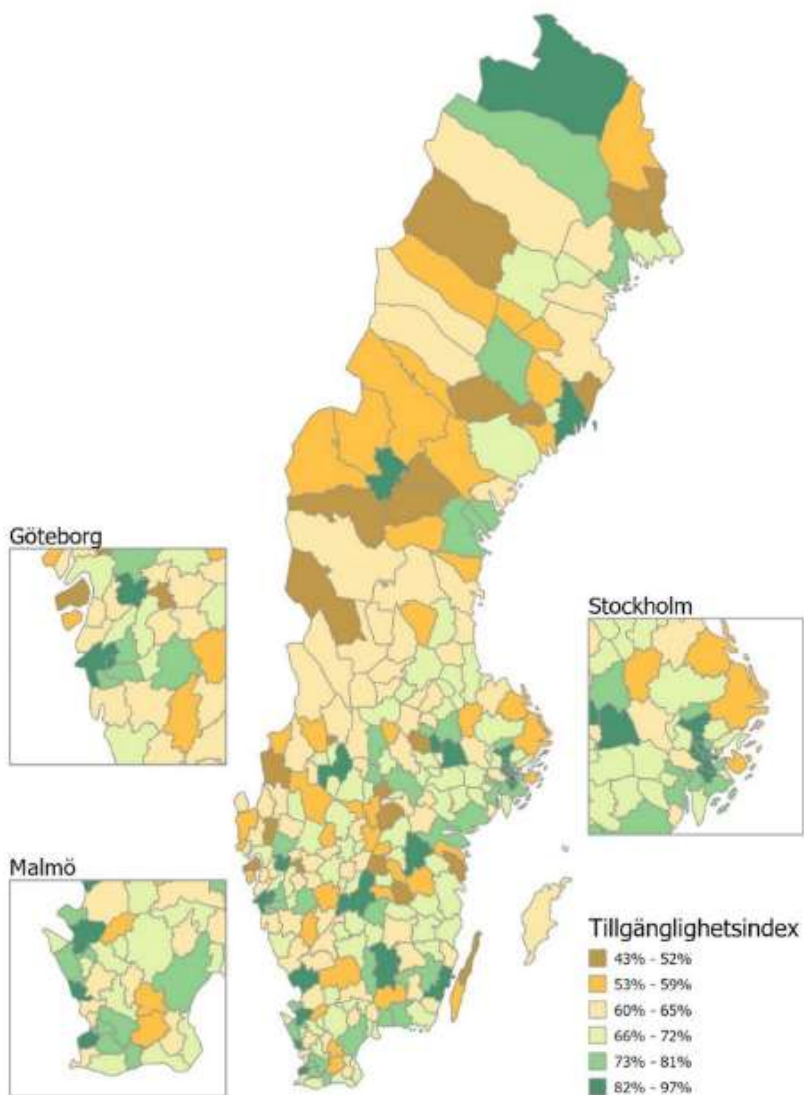 Göteborg
Stockholm
Malmö
Tillgänglighetsindex
43% - 52%
53% - 59%
60% - 65%
66% - 72%
73% - 81%
82% - 97%